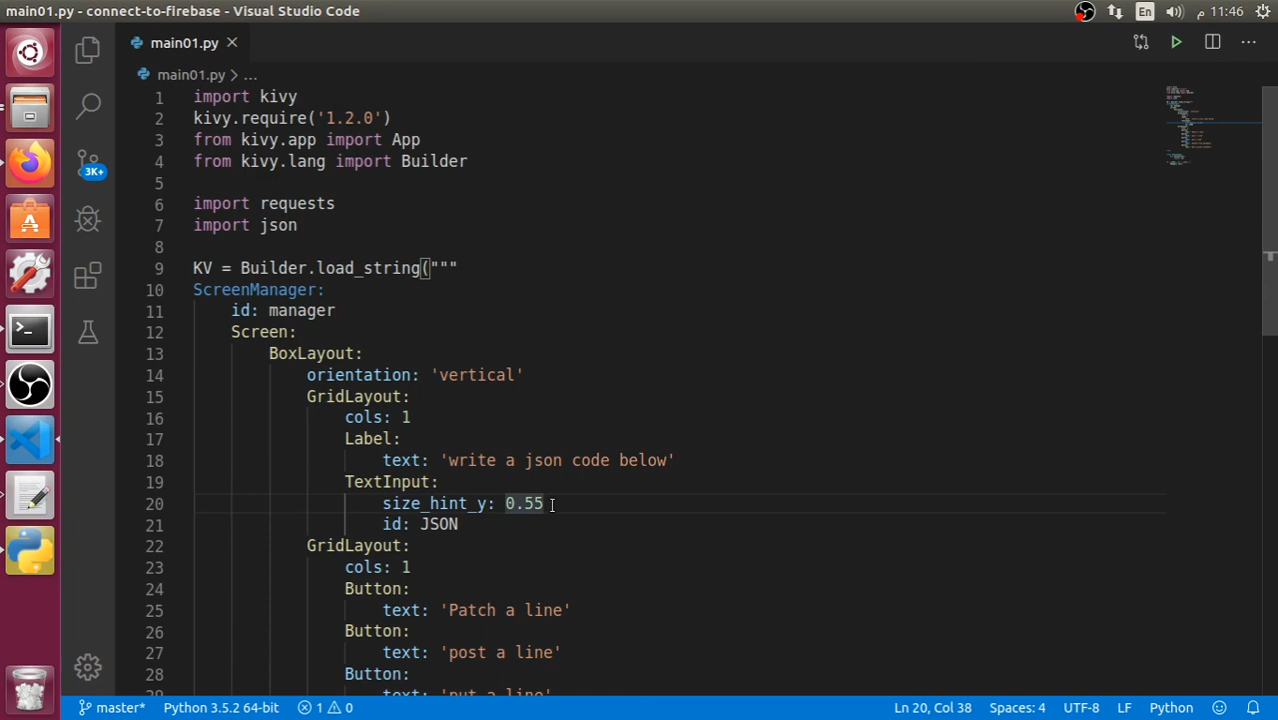 main01.py - connect-to-firebase - Visual Studio Code
En
11:46 م
main01.py
main01.py > ...
3K+
1 import kivy
2 kivy.require('1.2.0')
3 from kivy.app import App
4 from kivy.lang import Builder
5
6 import requests
7 import json
8
9 KV = Builder.load_string("""
10 ScreenManager:
11 id: manager
12 Screen:
13 BoxLayout:
14 orientation: 'vertical'
15 GridLayout:
16 cols: 1
17 Label:
18 text: 'write a json code below'
19 TextInput:
20 size_hint_y: 0.55
21 id: JSON
22 GridLayout:
23 cols: 1
24 Button:
25 text: 'Patch a line'
26 Button:
27 text: 'post a line'
28 Button:
29 text: 'put a line'
master* Python 3.5.2 64-bit 1 0 Ln 20, Col 38 Spaces: 4 UTF-8 LF Python